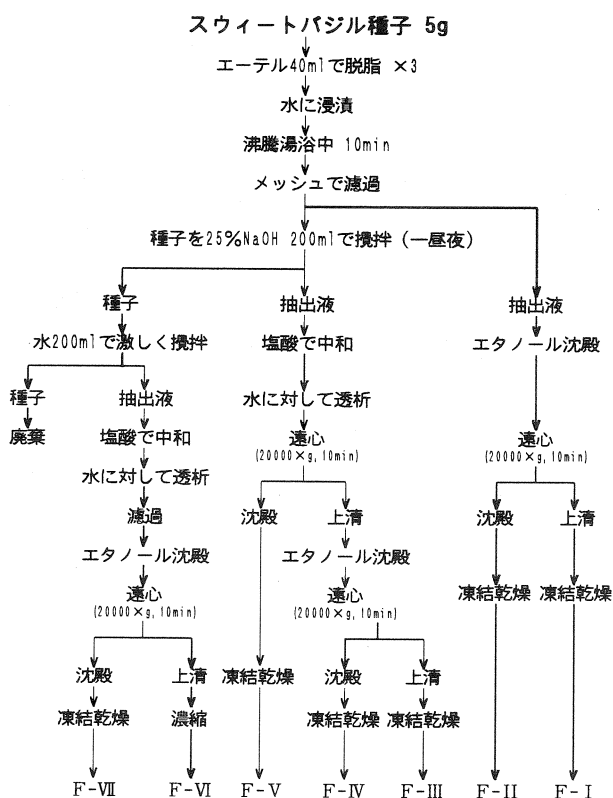 スウィートバジル種子 5g
エーテル40mlで脱脂 ×3
水に浸漬
沸騰湯浴中 10min
メッシュで濾過
種子を25%NaOH 200mlで攪拌（一昼夜）
種子 抽出液 抽出液
水200mlで激しく攪拌 塩酸で中和 エタノール沈殿
種子 抽出液 水に対して透析
廃棄 塩酸で中和 遠心 遠心
(20000×g,10min) (20000×g,10min)
水に対して透析
濾過 沈殿 上清 沈殿 上清
エタノール沈殿 エタノール沈殿
遠心 遠心 凍結乾燥 凍結乾燥
(20000×g,10min) (20000×g,10min)
沈殿 上清 凍結乾燥 沈殿 上清
凍結乾燥 濃縮 凍結乾燥 凍結乾燥
F-Ⅶ F-Ⅵ F-Ⅴ F-Ⅳ F-Ⅲ F-Ⅱ F-Ⅰ